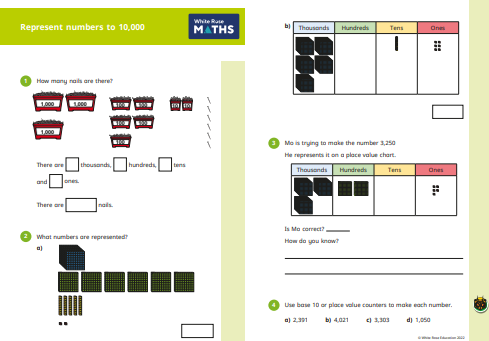 Represent numbers to 10,000
White Rose
MATHS
1 How many nails are there?
1,000 1,000
100 100
10 10
1,000
100 100
100
There are thousands, hundreds, tens
and ones.
There are nails.
2 What numbers are represented?
a)
b) Thousands Hundreds Tens Ones
3 Mo is trying to make the number 3,250
He represents it on a place value chart.
Thousands Hundreds Tens Ones
Is Mo correct?
How do you know?
4 Use base 10 or place value counters to make each number.
a) 2,391 b) 4,021 c) 3,303 d) 1,050
© White Rose Education 2022